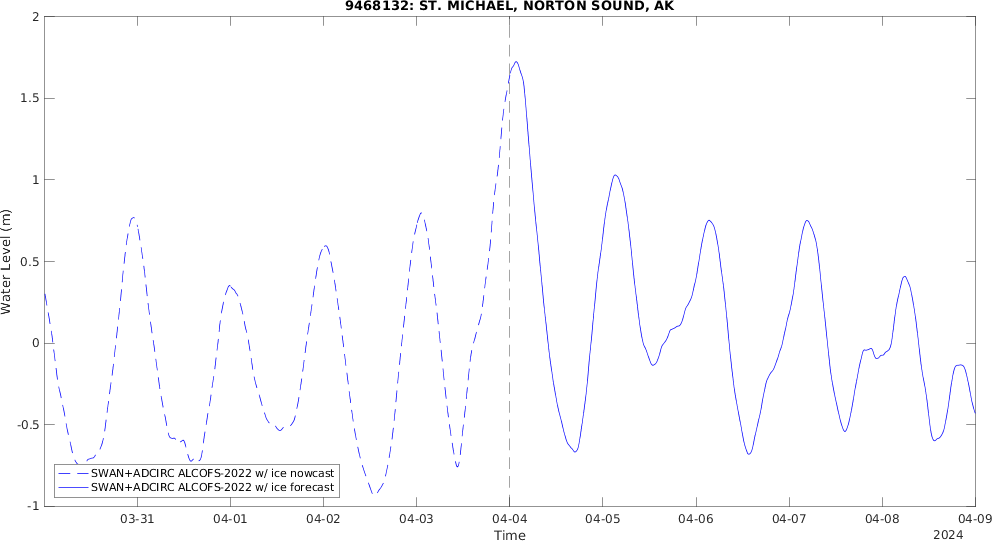 9468132: ST. MICHAEL, NORTON SOUND, AK
2
1.5
1
0.5
0
-0.5
-1
Water Level (m)
SWAN+ADCIRC ALCOFS-2022 w/ ice nowcast
SWAN+ADCIRC ALCOFS-2022 w/ ice forecast
03-31 04-01 04-02 04-03 04-04 04-05 04-06 04-07 04-08 04-09
Time
2024